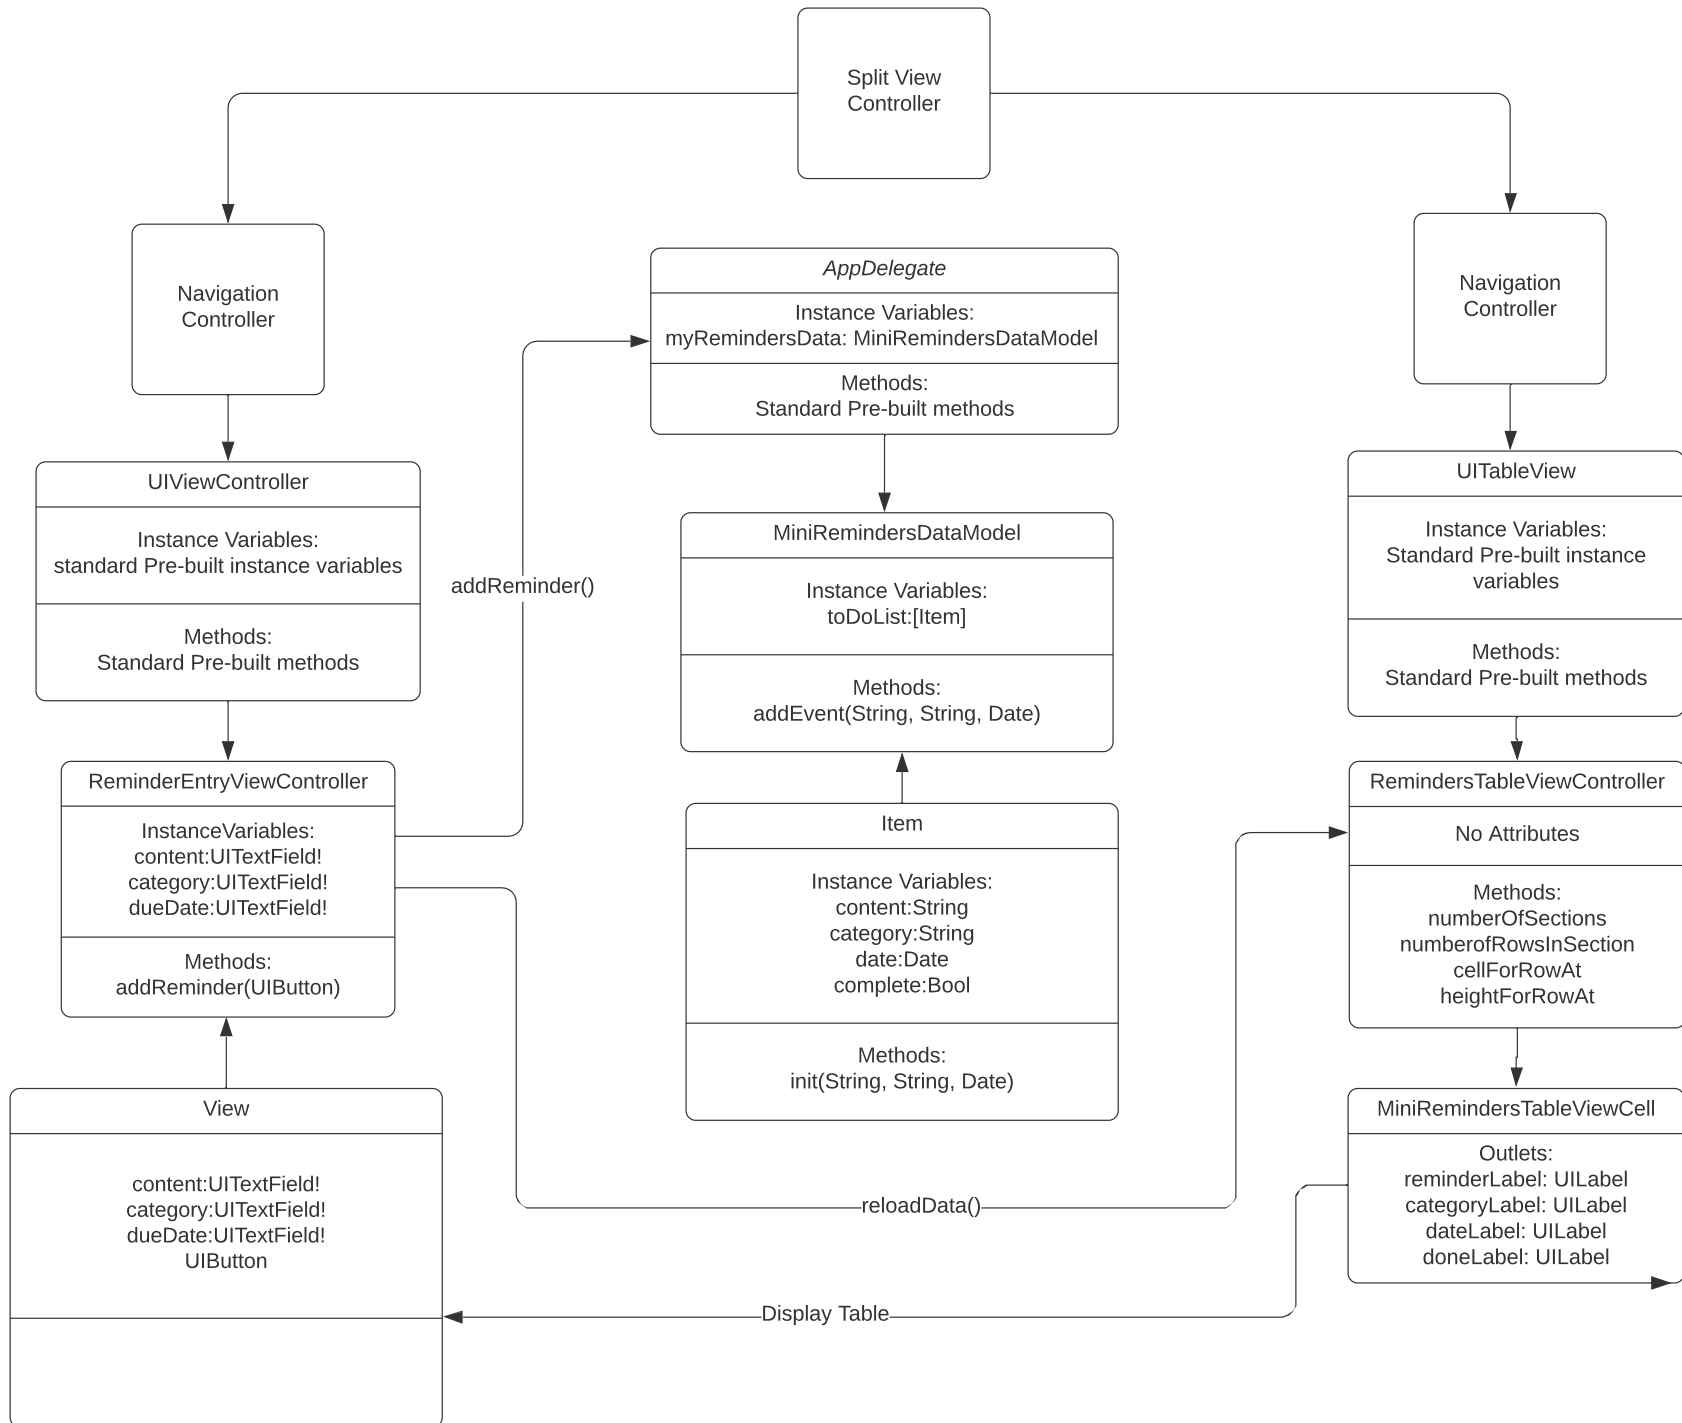 Split View
Controller
Navigation
Controller
AppDelegate
Instance Variables:
myRemindersData: MiniRemindersDataModel
Methods:
Standard Pre-built methods
Navigation
Controller
UIViewController
Instance Variables:
standard Pre-built instance variables
Methods:
Standard Pre-built methods
addReminder()
MiniRemindersDataModel
Instance Variables:
toDoList:[Item]
Methods:
addEvent(String, String, Date)
UITableView
Instance Variables:
Standard Pre-built instance
variables
Methods:
Standard Pre-built methods
ReminderEntryViewController
InstanceVariables:
content:UITextField!
category:UITextField!
dueDate:UITextField!
Methods:
addReminder(UIButton)
Item
Instance Variables:
content:String
category:String
date:Date
complete:Bool
Methods:
init(String, String, Date)
RemindersTableViewController
No Attributes
Methods:
numberOfSections
numberofRowsInSection
cellForRowAt
heightForRowAt
View
content:UITextField!
category:UITextField!
dueDate:UITextField!
UIButton
reloadData()
MiniRemindersTableViewCell
Outlets:
reminderLabel: UILabel
categoryLabel: UILabel
dateLabel: UILabel
doneLabel: UILabel
Display Table